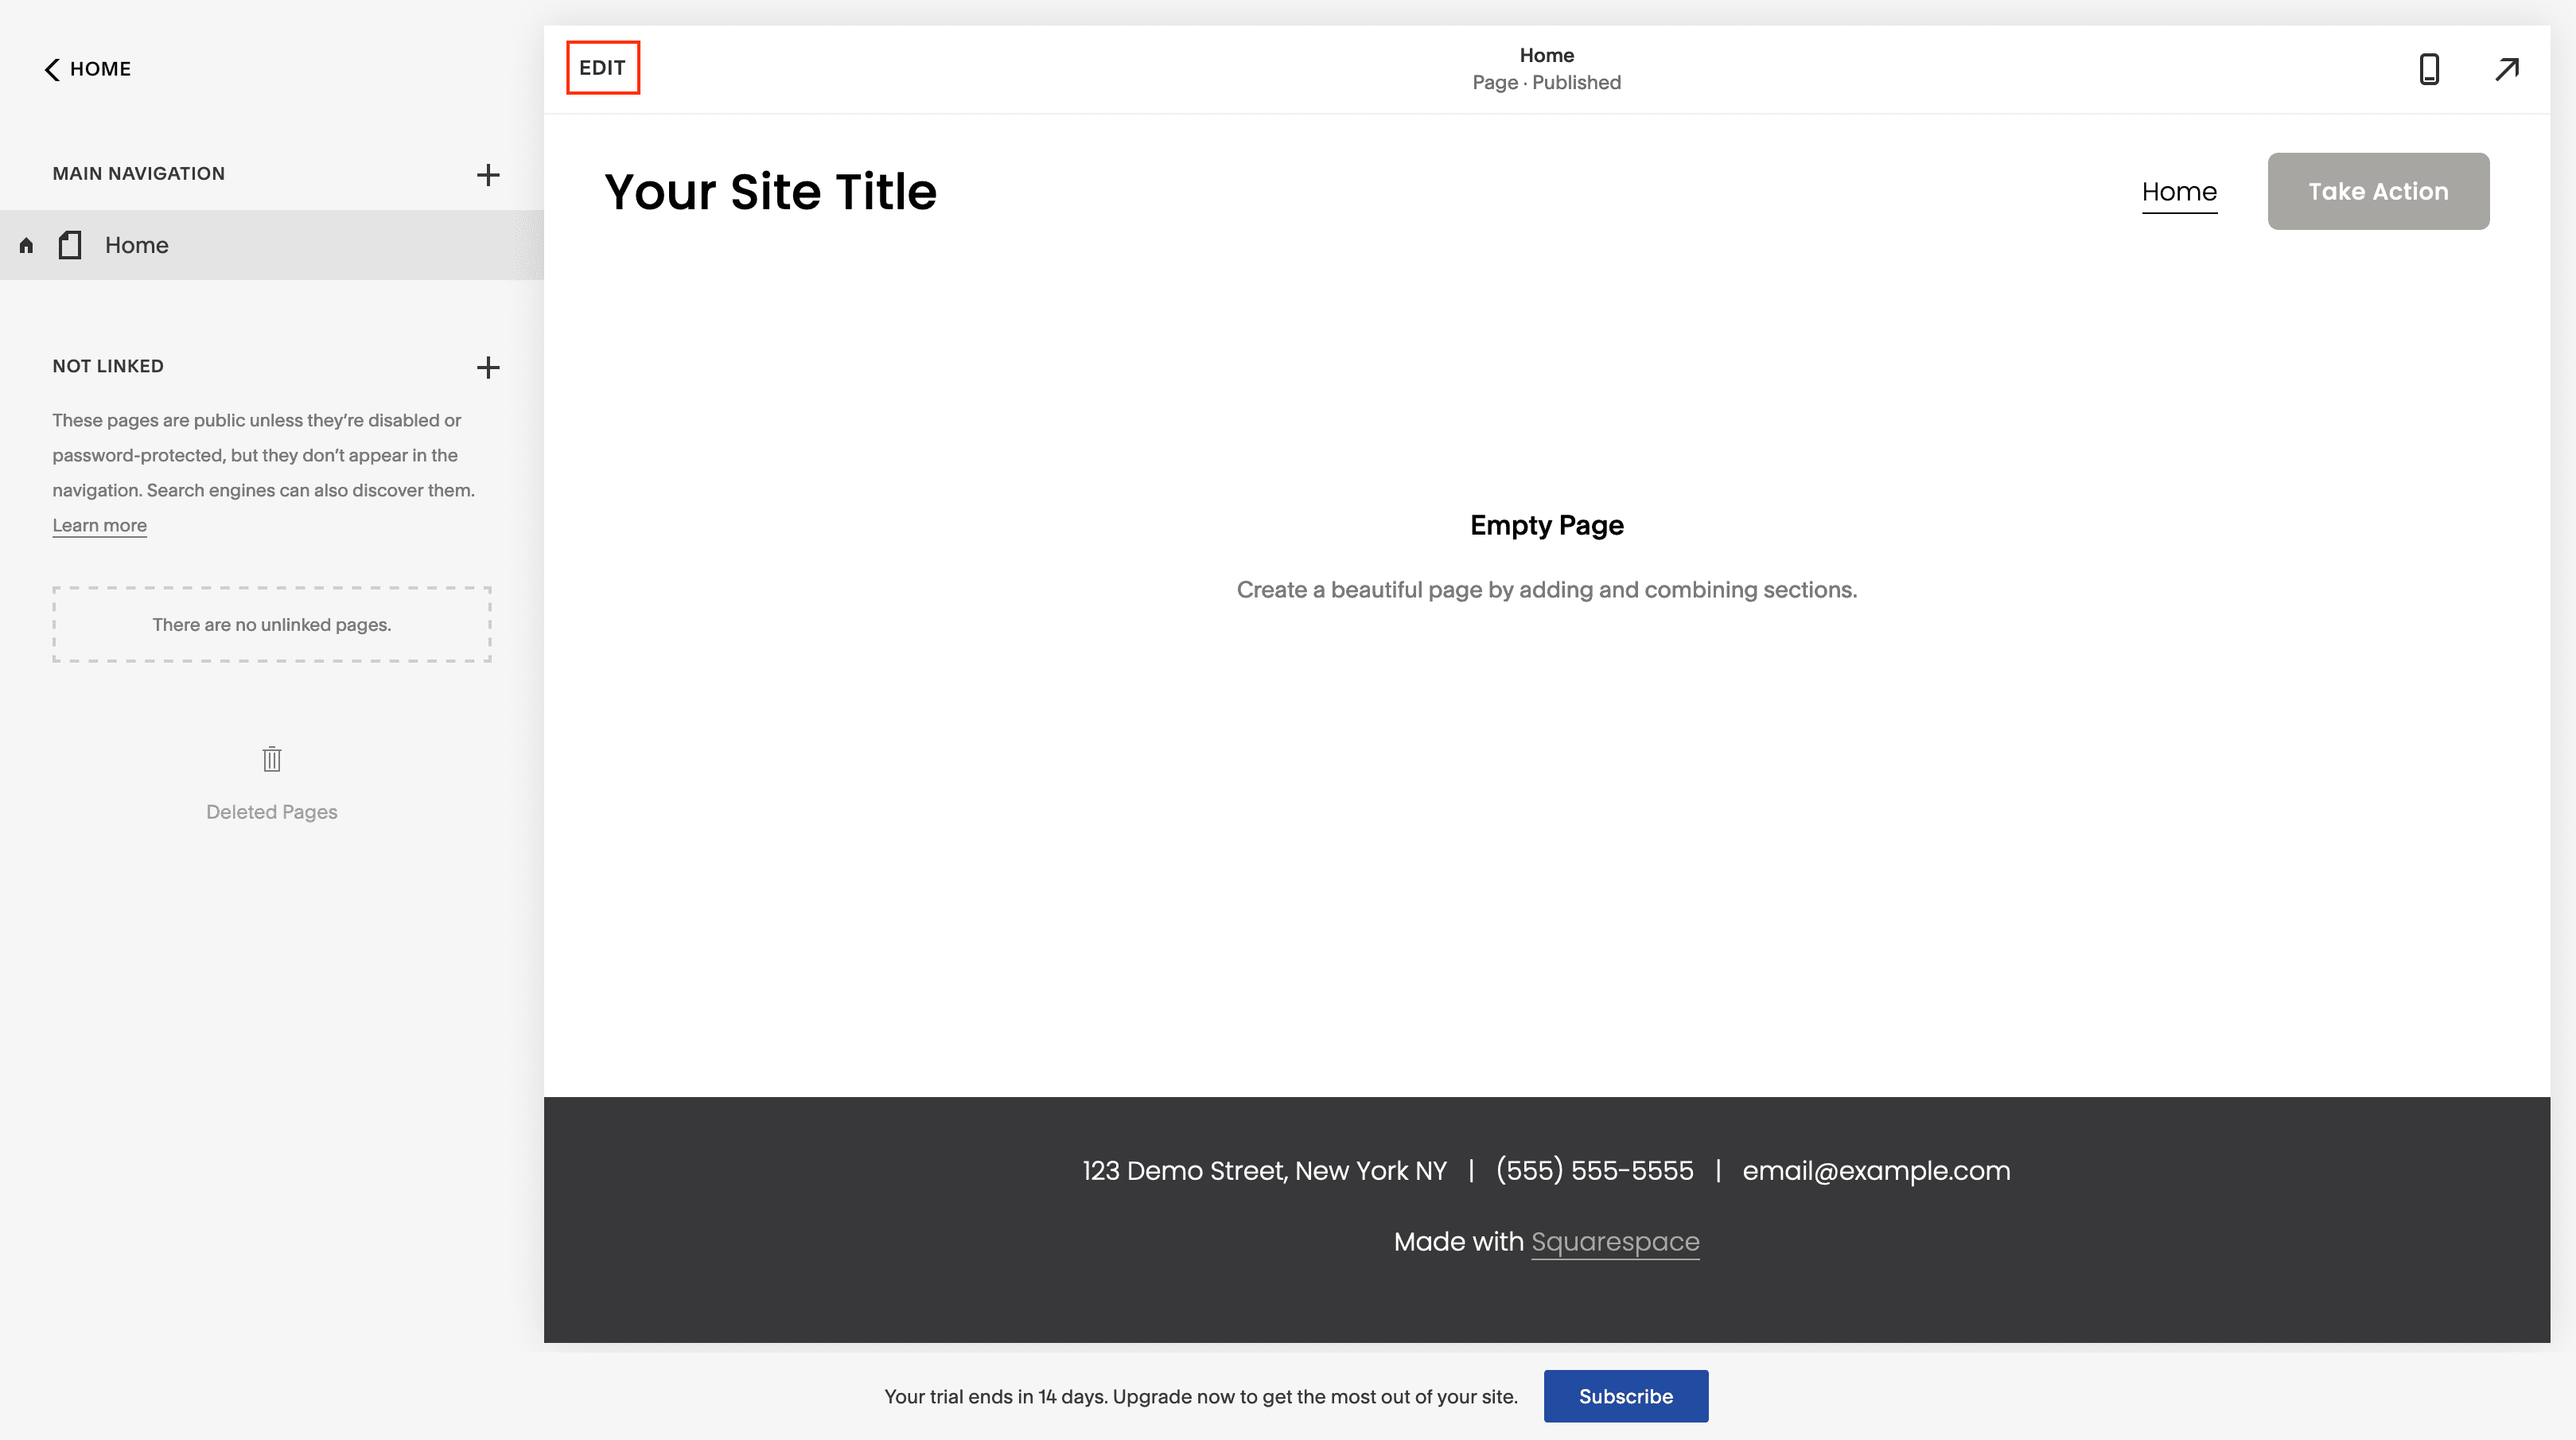 HOME
MAIN NAVIGATION
Home
NOT LINKED
These pages are public unless they’re disabled or
password-protected, but they don’t appear in the
navigation. Search engines can also discover them.
Learn more
There are no unlinked pages.
Deleted Pages
EDIT
Home
Page · Published
Your Site Title
Home
Take Action
Empty Page
Create a beautiful page by adding and combining sections.
123 Demo Street, New York NY | (555) 555-5555 | email@example.com
Made with Squarespace
Your trial ends in 14 days. Upgrade now to get the most out of your site.
Subscribe